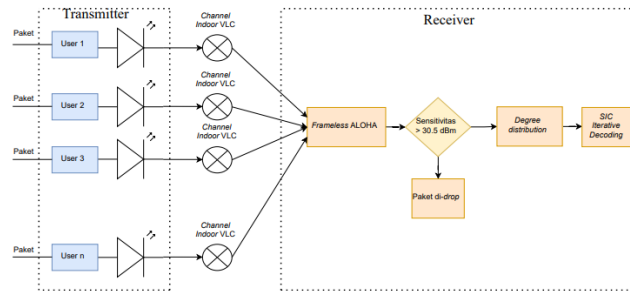 Transmitter
Receiver
Paket
User 1
Channel
Indoor VLC
Paket
User 2
Channel
Indoor VLC
Paket
User 3
Channel
Indoor VLC
Paket
User n
Channel
Indoor VLC
Frameless ALOHA
Sensitivitas
> 30.5 dBm
Paket di-drop
Degree
distribution
SIC
Iterative
Decoding